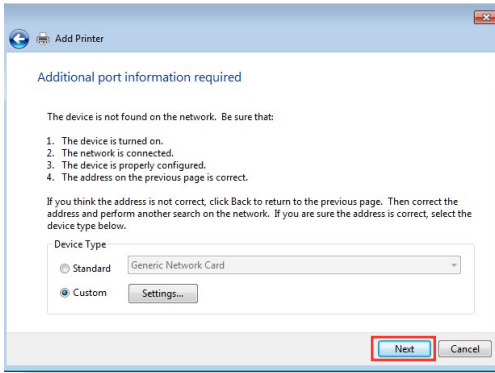 Add Printer
Additional port information required
The device is not found on the network. Be sure that:
1. The device is turned on.
2. The network is connected.
3. The device is properly configured.
4. The address on the previous page is correct.
If you think the address is not correct, click Back to return to the previous page. Then correct the
address and perform another search on the network. If you are sure the address is correct, select the
device type below.
Device Type
Standard
Generic Network Card
Custom
Settings...
Next
Cancel